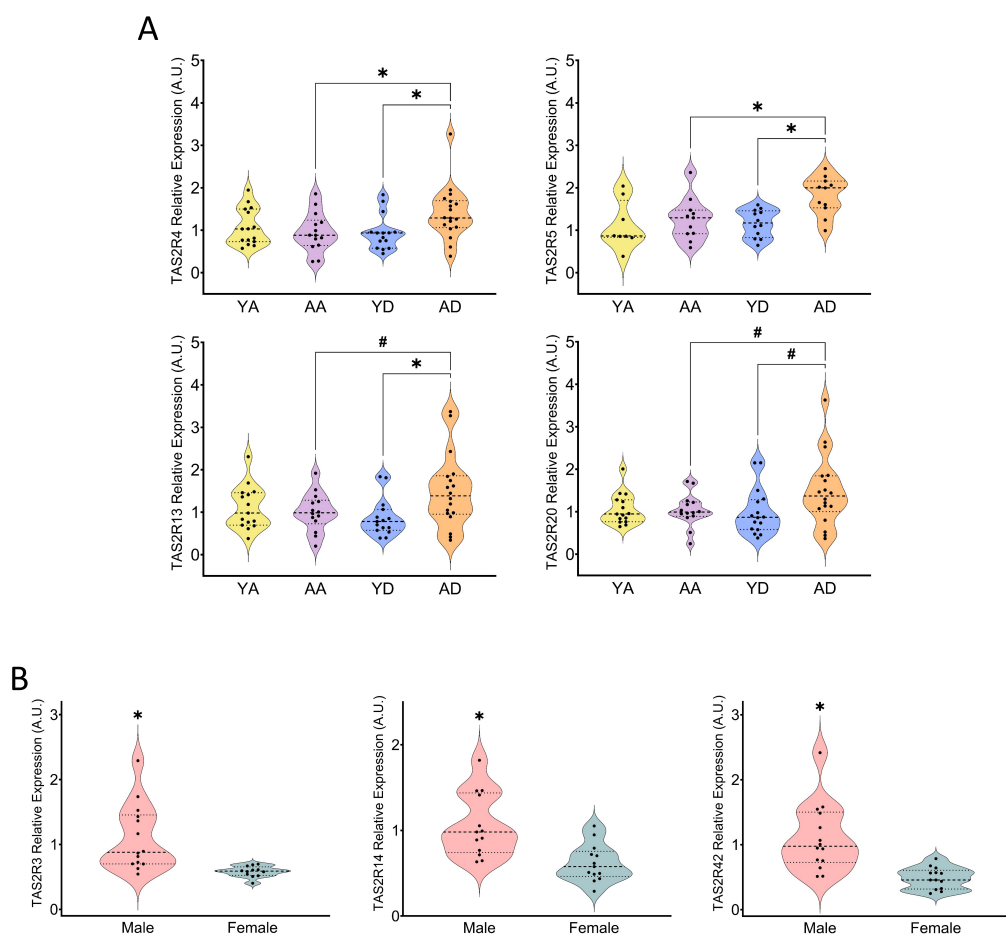 A
TAS2R4 Relative Expression (A.U.)
5
4
3
2
1
0
*
*
YA AA YD AD
TAS2R5 Relative Expression (A.U.)
5
4
3
2
1
0
*
*
YA AA YD AD
TAS2R13 Relative Expression (A.U.)
5
4
3
2
1
0
#
*
YA AA YD AD
TAS2R20 Relative Expression (A.U.)
5
4
3
2
1
0
#
#
YA AA YD AD
B
TAS2R3 Relative Expression (A.U.)
3
2
1
0
*
Male Female
TAS2R14 Relative Expression (A.U.)
2
1
0
*
Male Female
TAS2R42 Relative Expression (A.U.)
3
2
1
0
*
Male Female